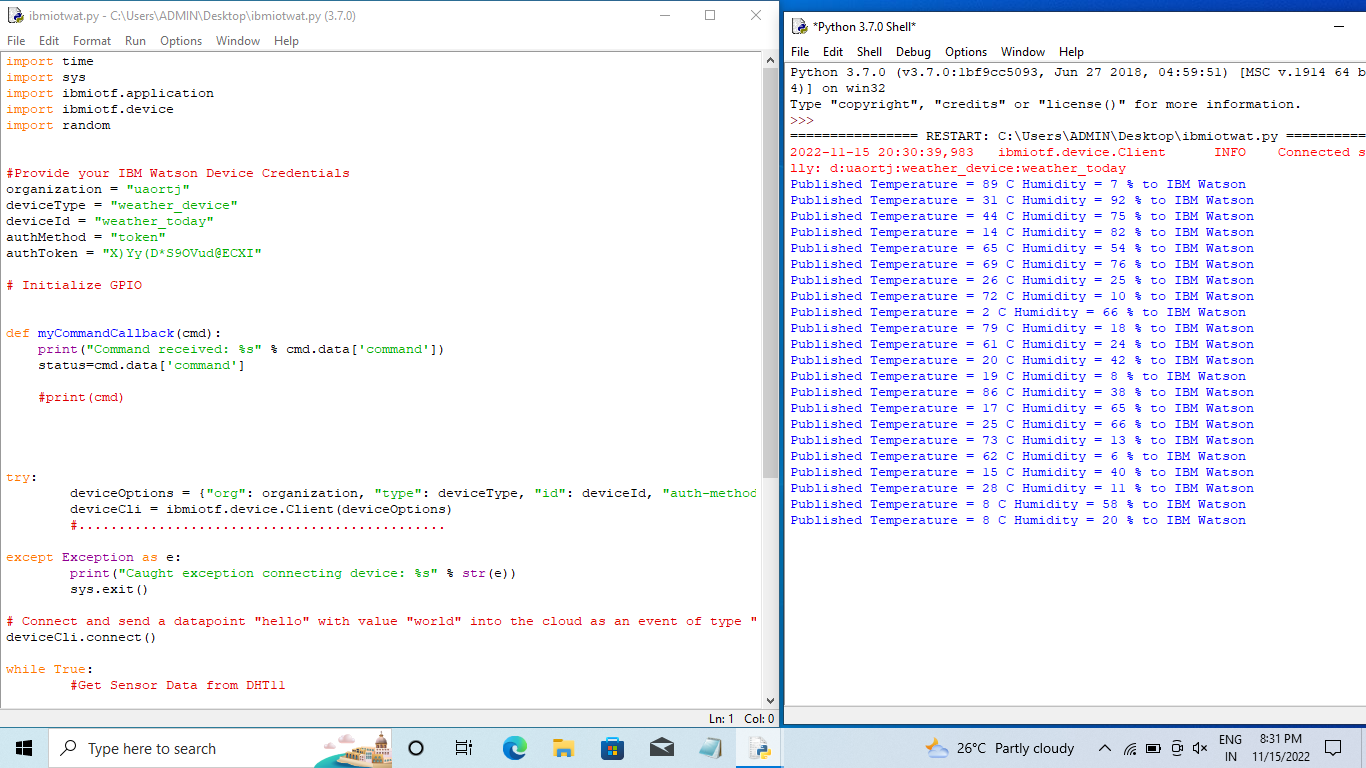 ibmiotwat.py - C:\Users\ADMIN\Desktop\ibmiotwat.py (3.7.0)
File Edit Format Run Options Window Help
import time
import sys
import ibmiotf.application
import ibmiotf.device
import random
#Provide your IBM Watson Device Credentials
organization = "uaortj"
deviceType = "weather_device"
deviceId = "weather_today"
authMethod = "token"
authToken = "X)Yy(D*S9OVud@ECXI"
# Initialize GPIO
def myCommandCallback(cmd):
    print("Command received: %s" % cmd.data['command'])
    status=cmd.data['command']
    #print(cmd)
try:
        deviceOptions = {"org": organization, "type": deviceType, "id": deviceId, "auth-method
        deviceCli = ibmiotf.device.Client(deviceOptions)
        #..............................................
except Exception as e:
        print("Caught exception connecting device: %s" % str(e))
        sys.exit()
# Connect and send a datapoint "hello" with value "world" into the cloud as an event of type "
deviceCli.connect()
while True:
        #Get Sensor Data from DHT11
Ln: 1 Col: 0
*Python 3.7.0 Shell*
File Edit Shell Debug Options Window Help
Python 3.7.0 (v3.7.0:1bf9cc5093, Jun 27 2018, 04:59:51) [MSC v.1914 64 b
4)] on win32
Type "copyright", "credits" or "license()" for more information.
>>>
================ RESTART: C:\Users\ADMIN\Desktop\ibmiotwat.py ==========
2022-11-15 20:30:39,983   ibmiotf.device.Client      INFO    Connected s
lly: d:uaortj:weather_device:weather_today
Published Temperature = 89 C Humidity = 7 % to IBM Watson
Published Temperature = 31 C Humidity = 92 % to IBM Watson
Published Temperature = 44 C Humidity = 75 % to IBM Watson
Published Temperature = 14 C Humidity = 82 % to IBM Watson
Published Temperature = 65 C Humidity = 54 % to IBM Watson
Published Temperature = 69 C Humidity = 76 % to IBM Watson
Published Temperature = 26 C Humidity = 25 % to IBM Watson
Published Temperature = 72 C Humidity = 10 % to IBM Watson
Published Temperature = 2 C Humidity = 66 % to IBM Watson
Published Temperature = 79 C Humidity = 18 % to IBM Watson
Published Temperature = 61 C Humidity = 24 % to IBM Watson
Published Temperature = 20 C Humidity = 42 % to IBM Watson
Published Temperature = 19 C Humidity = 8 % to IBM Watson
Published Temperature = 86 C Humidity = 38 % to IBM Watson
Published Temperature = 17 C Humidity = 65 % to IBM Watson
Published Temperature = 25 C Humidity = 66 % to IBM Watson
Published Temperature = 73 C Humidity = 13 % to IBM Watson
Published Temperature = 62 C Humidity = 6 % to IBM Watson
Published Temperature = 15 C Humidity = 40 % to IBM Watson
Published Temperature = 28 C Humidity = 11 % to IBM Watson
Published Temperature = 8 C Humidity = 58 % to IBM Watson
Published Temperature = 8 C Humidity = 20 % to IBM Watson
Type here to search
26°C Partly cloudy
ENG
IN
8:31 PM
11/15/2022